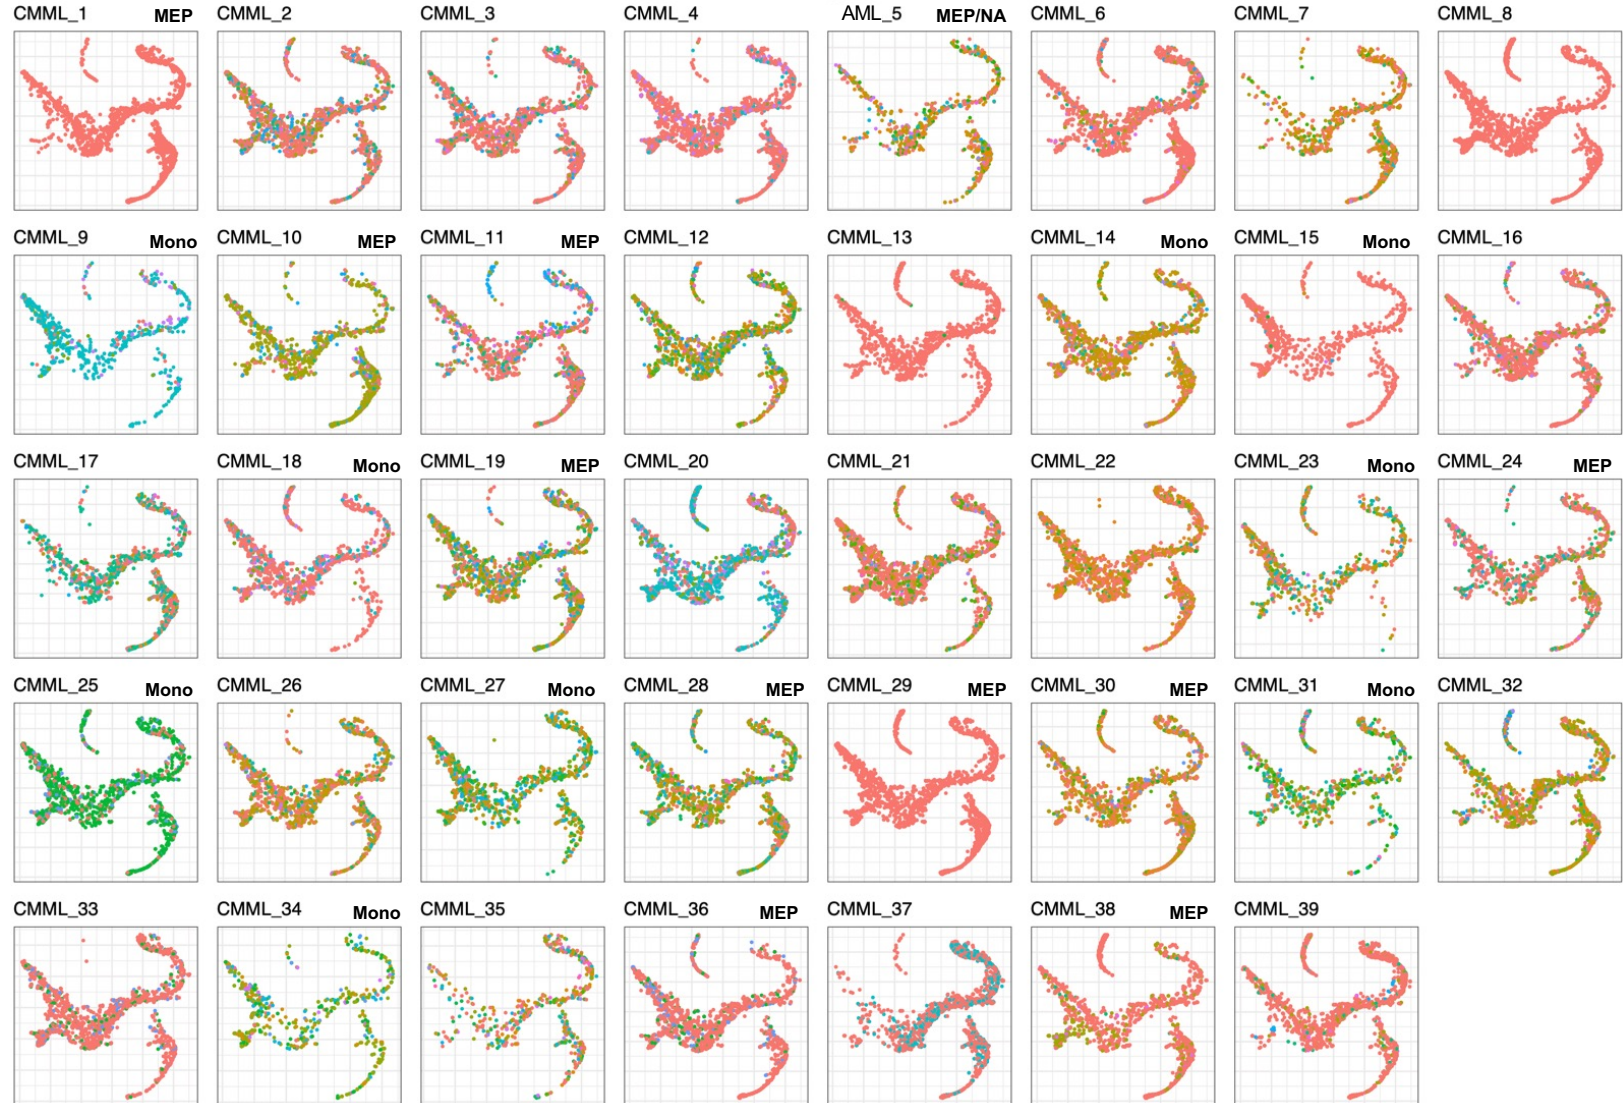 CMML_1 MEP CMML_2 CMML_3 CMML_4 AML_5 MEP/NA CMML_6 CMML_7 CMML_8
CMML_9 Mono CMML_10 MEP CMML_11 MEP CMML_12 CMML_13 CMML_14 Mono CMML_15 Mono CMML_16
CMML_17 CMML_18 Mono CMML_19 MEP CMML_20 CMML_21 CMML_22 CMML_23 Mono CMML_24 MEP
CMML_25 Mono CMML_26 CMML_27 Mono CMML_28 MEP CMML_29 MEP CMML_30 MEP CMML_31 Mono CMML_32
CMML_33 CMML_34 Mono CMML_35 CMML_36 MEP CMML_37 CMML_38 MEP CMML_39